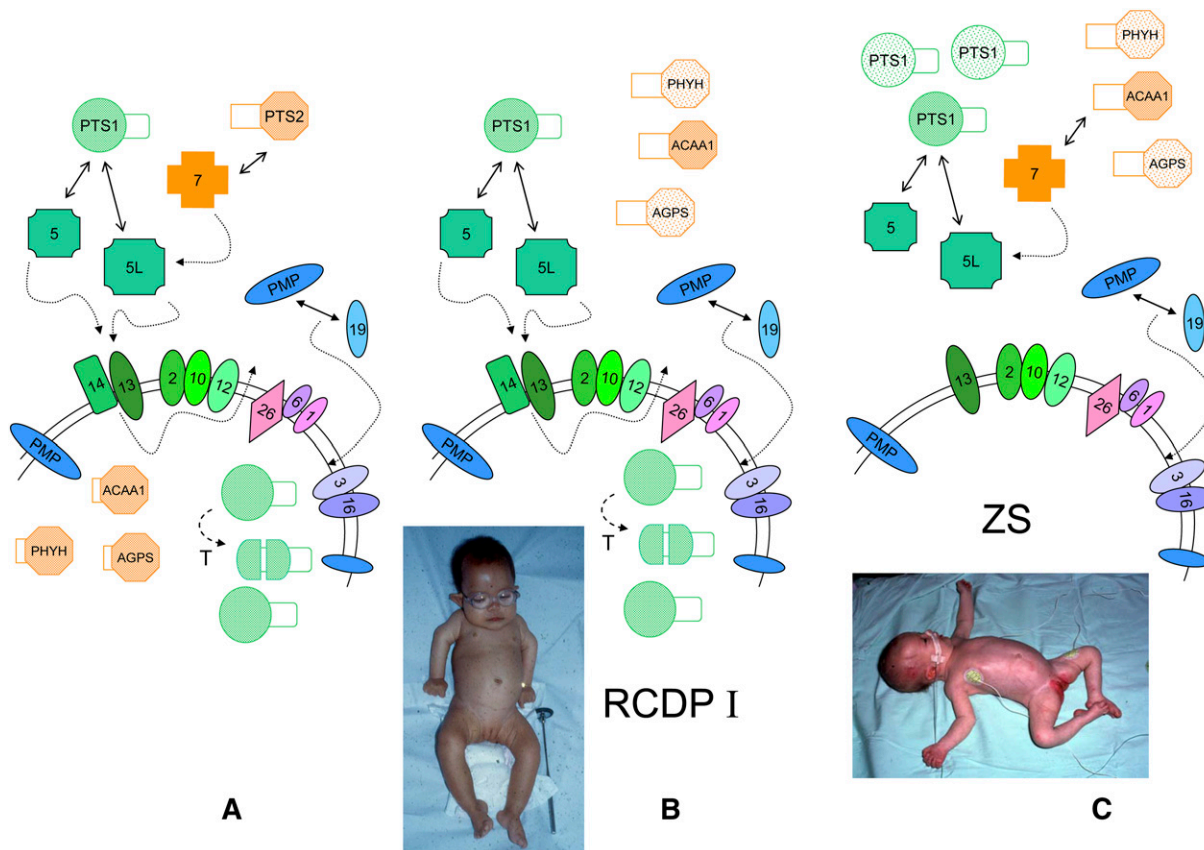 PTS1
PTS2
7
5
5L
PMP
19
14
13
2
10
12
26
6
1
3
16
PMP
ACAA1
PHYH
AGPS
T
A
PTS1
PHYH
ACAA1
AGPS
5
5L
PMP
19
14
13
2
10
12
26
6
1
3
16
PMP
T
RCDP I
B
PTS1
PTS1
PTS1
PHYH
ACAA1
AGPS
7
5
5L
PMP
19
13
2
10
12
26
6
1
3
16
PMP
ZS
C